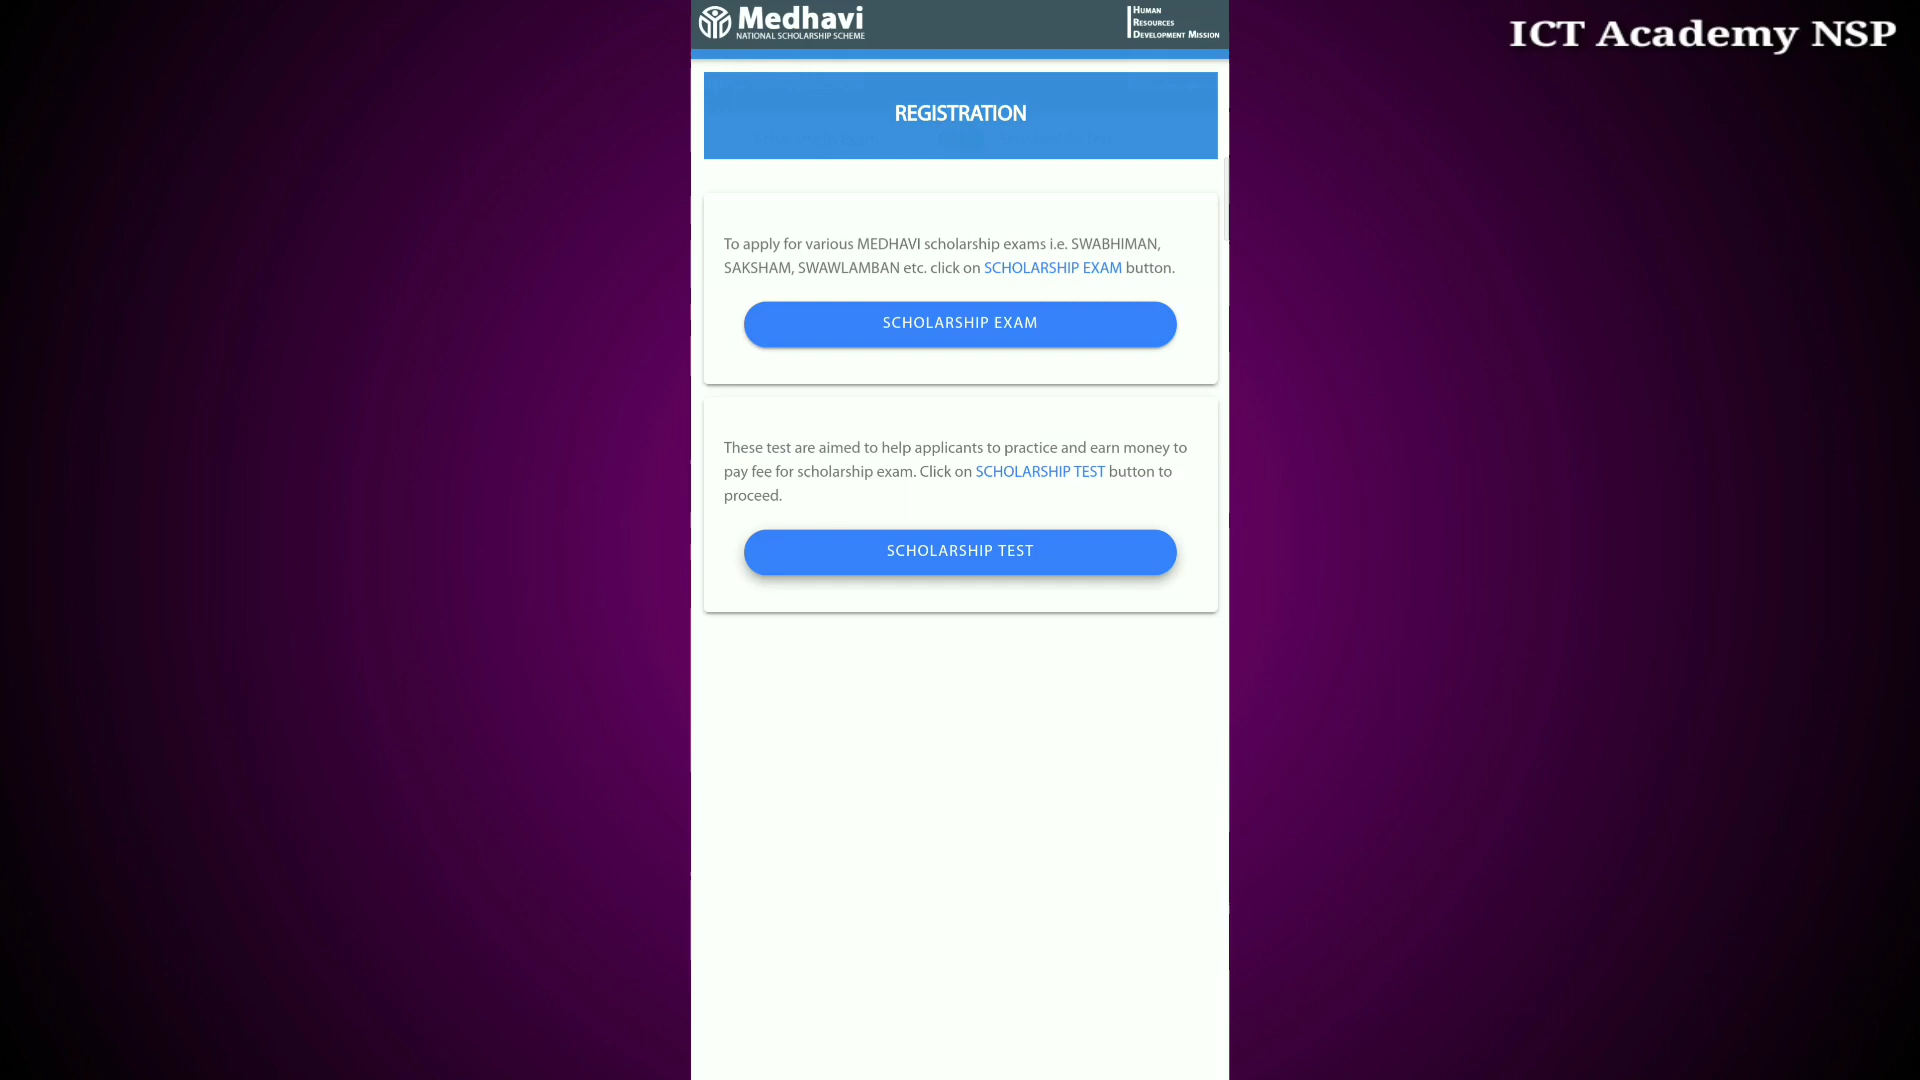 Medhavi
NATIONAL SCHOLARSHIP SCHEME
HUMAN
RESOURCES
DEVELOPMENT MISSION
ICT Academy NSP
REGISTRATION
To apply for various MEDHAVI scholarship exams i.e. SWABHIMAN,
SAKSHAM, SWAWLAMBAN etc. click on SCHOLARSHIP EXAM button.
SCHOLARSHIP EXAM
These test are aimed to help applicants to practice and earn money to
pay fee for scholarship exam. Click on SCHOLARSHIP TEST button to
proceed.
SCHOLARSHIP TEST